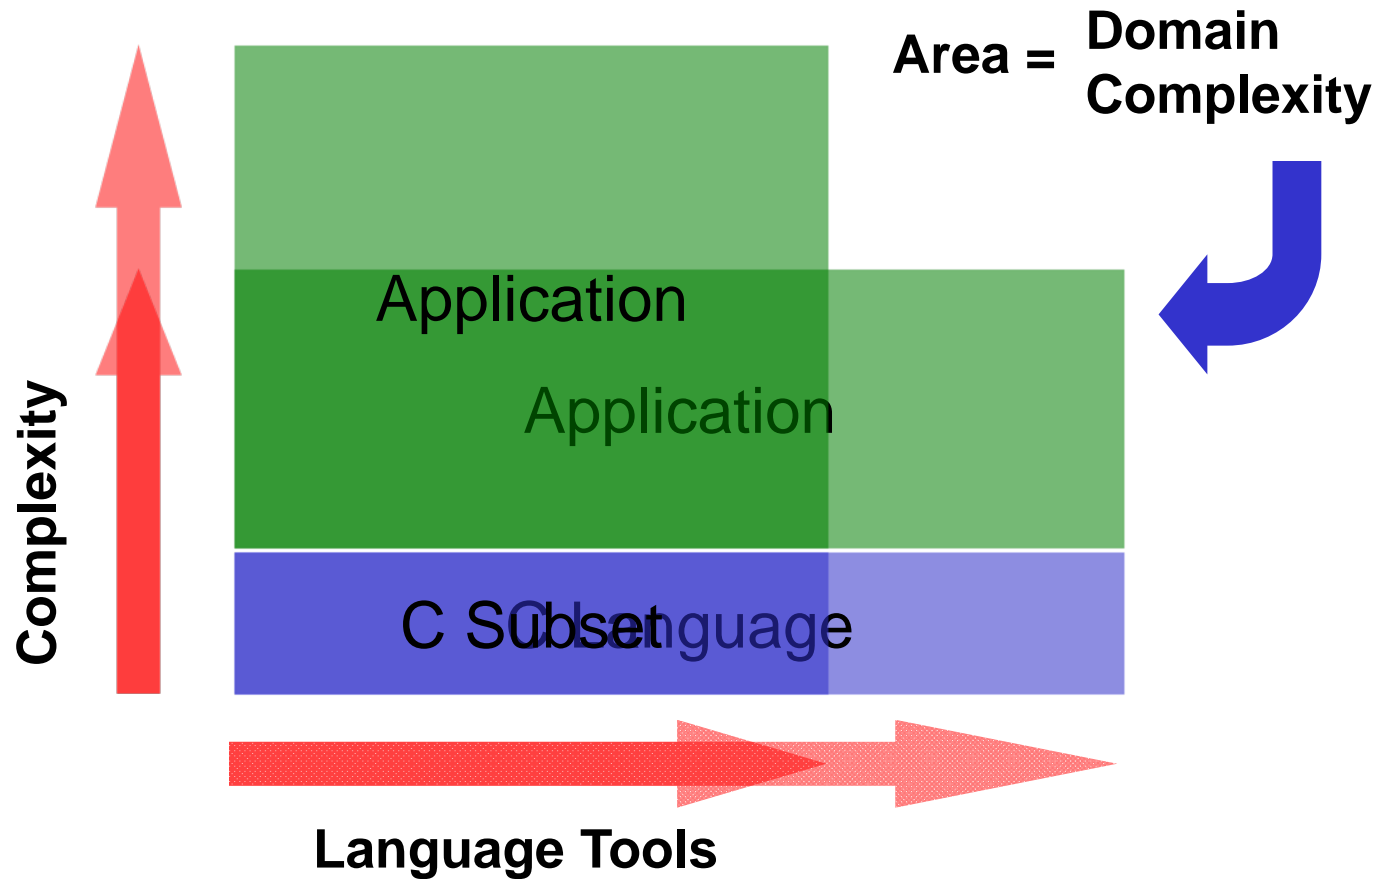 Area =
Domain
Complexity
Application
Application
Complexity
C Subset
C Language
Language Tools